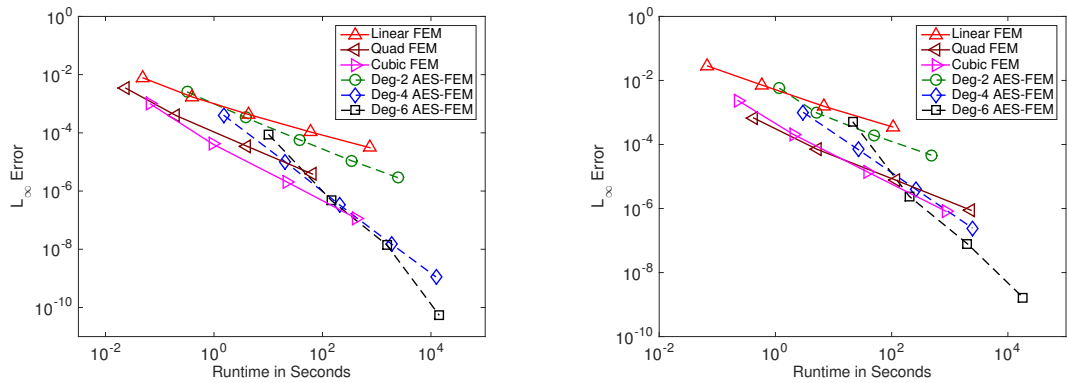 10^0
10^-2
10^-4
10^-6
10^-8
10^-10
L∞ Error
10^-2
10^0
10^2
10^4
Runtime in Seconds
Linear FEM
Quad FEM
Cubic FEM
Deg-2 AES-FEM
Deg-4 AES-FEM
Deg-6 AES-FEM
10^0
10^-2
10^-4
10^-6
10^-8
10^-10
L∞ Error
10^-2
10^0
10^2
10^4
Runtime in Seconds
Linear FEM
Quad FEM
Cubic FEM
Deg-2 AES-FEM
Deg-4 AES-FEM
Deg-6 AES-FEM